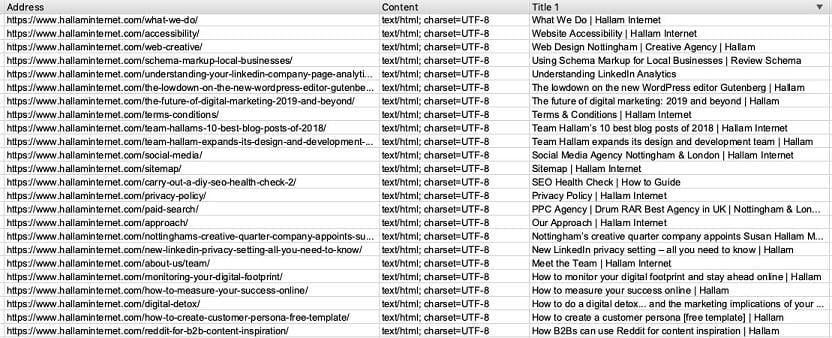 Address Content Title 1
https://www.hallaminternet.com/what-we-do/ text/html; charset=UTF-8 What We Do | Hallam Internet
https://www.hallaminternet.com/accessibility/ text/html; charset=UTF-8 Website Accessibility | Hallam Internet
https://www.hallaminternet.com/web-creative/ text/html; charset=UTF-8 Web Design Nottingham | Creative Agency | Hallam
https://www.hallaminternet.com/schema-markup-local-businesses/ text/html; charset=UTF-8 Using Schema Markup for Local Businesses | Review Schema
https://www.hallaminternet.com/understanding-your-linkedin-company-page-analyti... text/html; charset=UTF-8 Understanding LinkedIn Analytics
https://www.hallaminternet.com/the-lowdown-on-the-new-wordpress-editor-gutenbe... text/html; charset=UTF-8 The lowdown on the new WordPress editor Gutenberg | Hallam
https://www.hallaminternet.com/the-future-of-digital-marketing-2019-and-beyond/ text/html; charset=UTF-8 The future of digital marketing: 2019 and beyond | Hallam
https://www.hallaminternet.com/terms-conditions/ text/html; charset=UTF-8 Terms & Conditions | Hallam Internet
https://www.hallaminternet.com/team-hallams-10-best-blog-posts-of-2018/ text/html; charset=UTF-8 Team Hallam's 10 best blog posts of 2018 | Hallam Internet
https://www.hallaminternet.com/team-hallam-expands-its-design-and-development-... text/html; charset=UTF-8 Team Hallam expands its design and development team | Hallam
https://www.hallaminternet.com/social-media/ text/html; charset=UTF-8 Social Media Agency Nottingham & London | Hallam Internet
https://www.hallaminternet.com/sitemap/ text/html; charset=UTF-8 Sitemap | Hallam Internet
https://www.hallaminternet.com/carry-out-a-diy-seo-health-check-2/ text/html; charset=UTF-8 SEO Health Check | How to Guide
https://www.hallaminternet.com/privacy-policy/ text/html; charset=UTF-8 Privacy Policy | Hallam Internet
https://www.hallaminternet.com/paid-search/ text/html; charset=UTF-8 PPC Agency | Drum RAR Best Agency in UK | Nottingham & Lon...
https://www.hallaminternet.com/approach/ text/html; charset=UTF-8 Our Approach | Hallam Internet
https://www.hallaminternet.com/nottinghams-creative-quarter-company-appoints-su... text/html; charset=UTF-8 Nottingham's creative quarter company appoints Susan Hallam M...
https://www.hallaminternet.com/new-linkedin-privacy-setting-all-you-need-to-know/ text/html; charset=UTF-8 New LinkedIn privacy setting – all you need to know | Hallam
https://www.hallaminternet.com/about-us/team/ text/html; charset=UTF-8 Meet the Team | Hallam Internet
https://www.hallaminternet.com/monitoring-your-digital-footprint/ text/html; charset=UTF-8 How to monitor your digital footprint and stay ahead online | Hallam
https://www.hallaminternet.com/how-to-measure-your-success-online/ text/html; charset=UTF-8 How to measure your success online | Hallam
https://www.hallaminternet.com/digital-detox/ text/html; charset=UTF-8 How to do a digital detox... and the marketing implications of your ...
https://www.hallaminternet.com/how-to-create-customer-persona-free-template/ text/html; charset=UTF-8 How to create a customer persona [free template] | Hallam
https://www.hallaminternet.com/reddit-for-b2b-content-inspiration/ text/html; charset=UTF-8 How B2Bs can use Reddit for content inspiration | Hallam